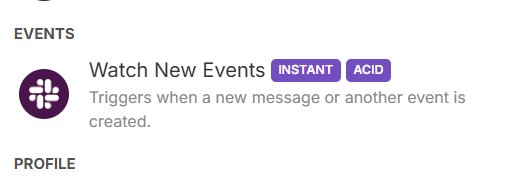 EVENTS
Watch New Events INSTANT ACID
Triggers when a new message or another event is
created.
PROFILE